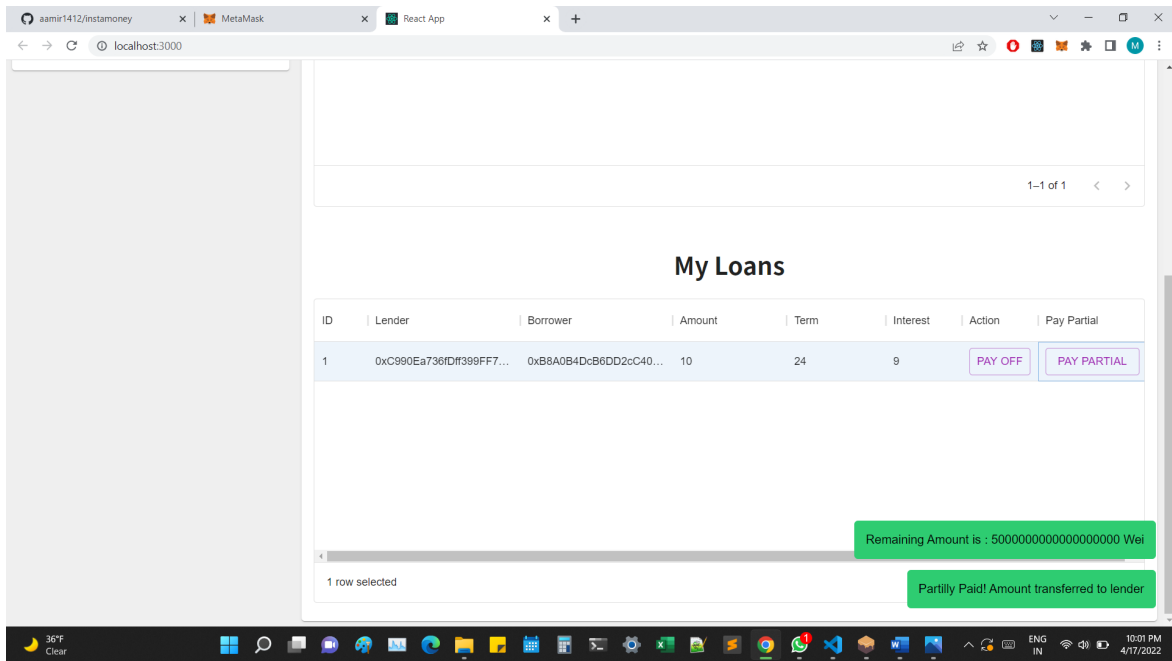 aamir1412/instamoney
MetaMask
React App
localhost:3000
M
1–1 of 1
My Loans
ID Lender Borrower Amount Term Interest Action Pay Partial
1 0xC990Ea736fDff399FF7... 0xB8A0B4DcB6DD2cC40... 10 24 9 PAY OFF PAY PARTIAL
Remaining Amount is : 5000000000000000000 Wei
1 row selected
Partilly Paid! Amount transferred to lender
36°F
Clear
1
ENG
IN
10:01 PM
4/17/2022